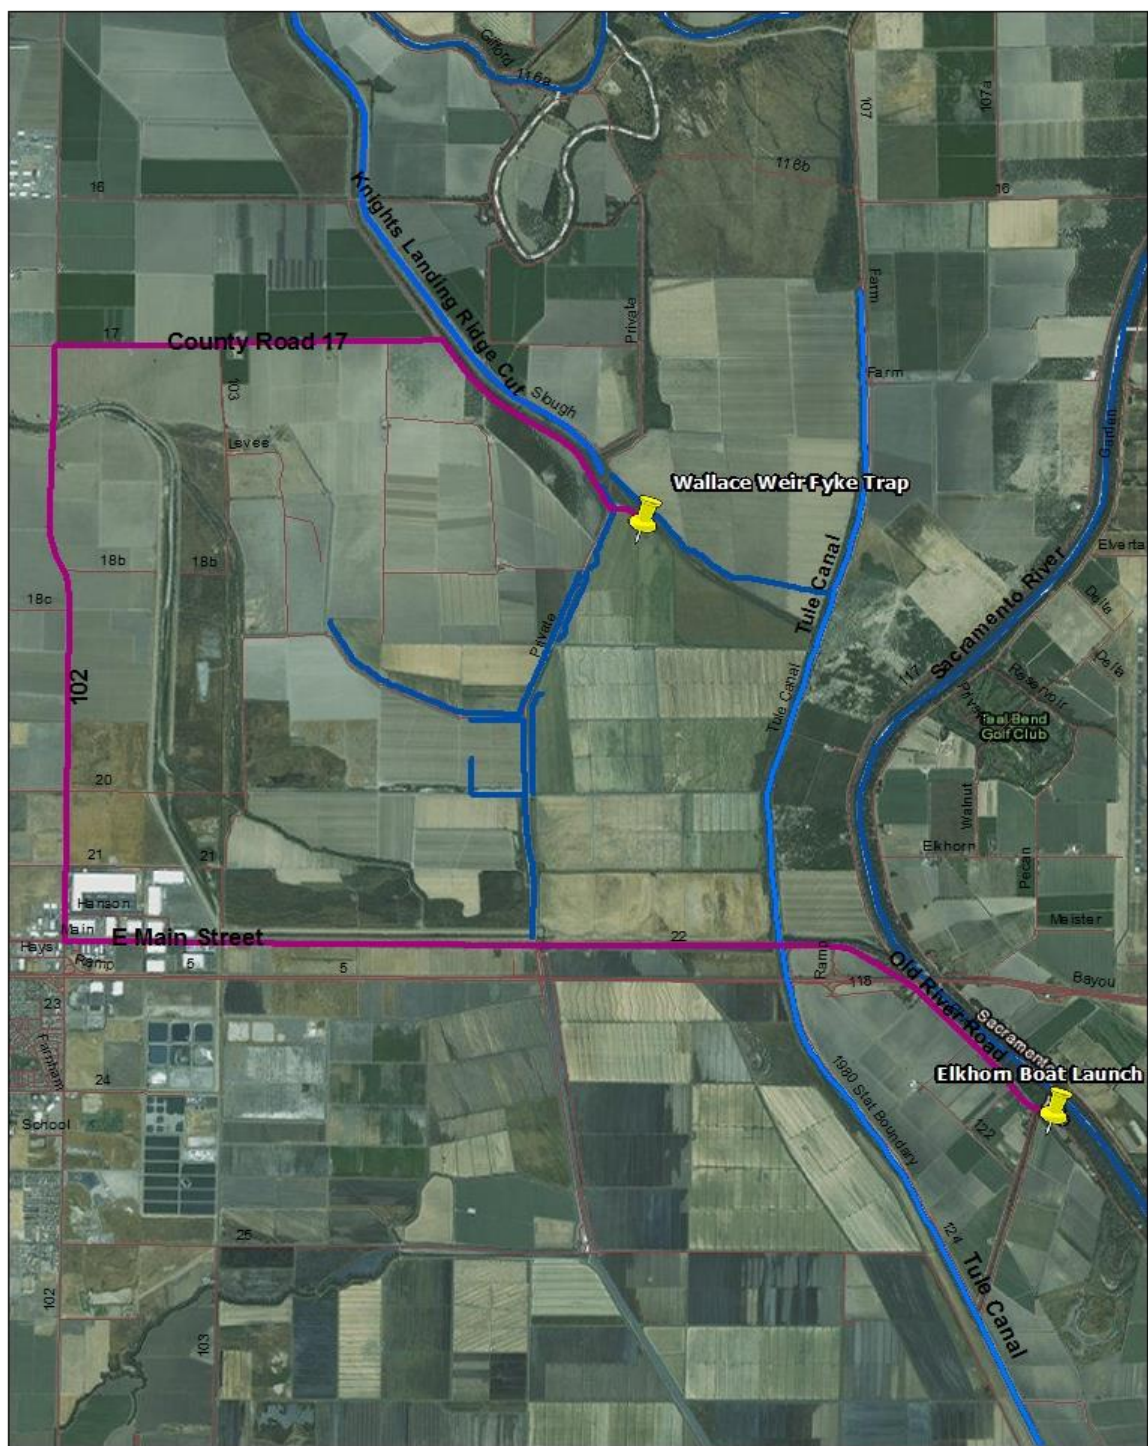 Gifford 116a
107
107a
116b
16
16
Knights Landing Ridge Cut
Farm
Private
17
County Road 17
Farm
Slough
103
Garden
Levee
Wallace Weir Fyke Trap
Elverta
18b
18b
Tule Canal
Sacramento River
Delta
18c
Private
Delta
117
Reservoir
102
Private
Tule Canal
Teal Bend
Golf Club
20
Walnut
Elkhorn
21
21
Pecan
Hanson
Meister
Main
E Main Street
22
Hays
Ramp
5
5
Ramp
Old River Road
Bayou
118
23
Sacramento
Farnham
Elkhorn Boat Launch
24
1980 Stat Boundary
School
122
25
124
Tule Canal
102
103